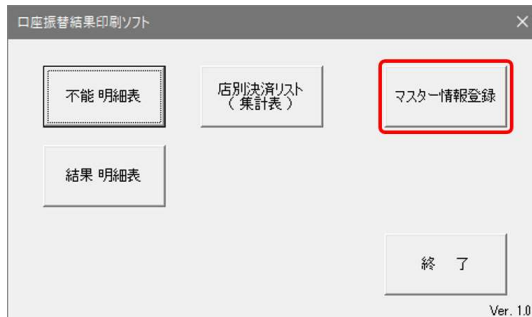 口座振替結果印刷ソフト
不能 明細表
店別決済リスト
( 集計表 )
マスター情報登録
結果 明細表
終 了
Ver. 1.0